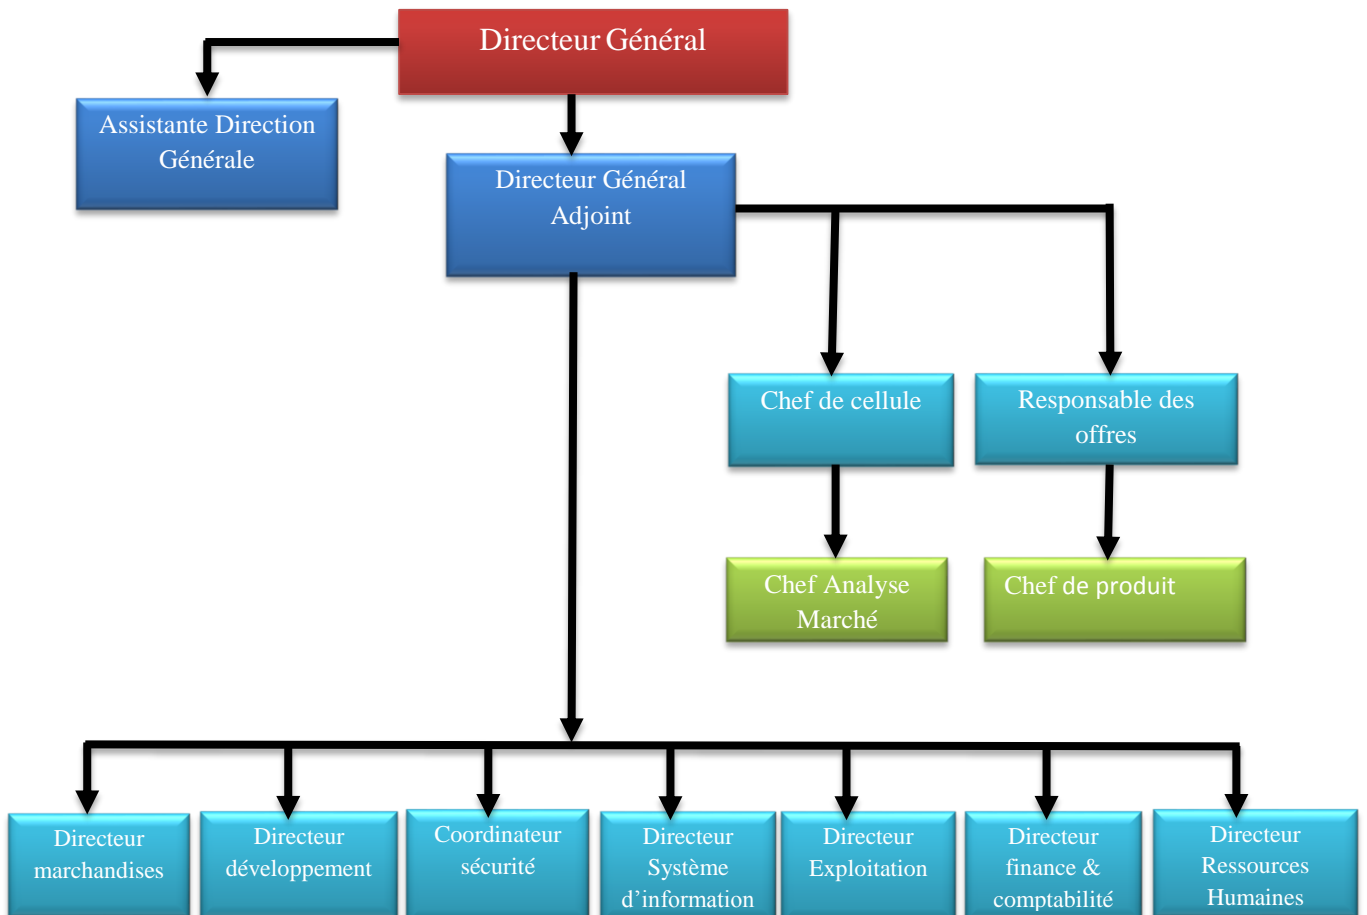 Directeur Général
Assistante Direction
Générale
Directeur Général
Adjoint
Chef de cellule
Responsable des
offres
Chef Analyse
Marché
Chef de produit
Directeur
marchandises
Directeur
développement
Coordinateur
sécurité
Directeur
Système
d’information
Directeur
Exploitation
Directeur
finance &
comptabilité
Directeur
Ressources
Humaines